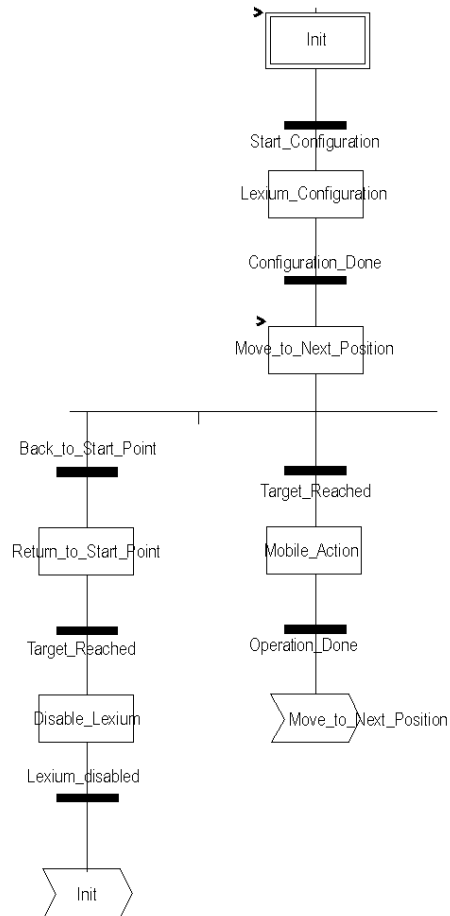 Init
Start_Configuration
Lexium_Configuration
Configuration_Done
Move_to_Next_Position
Back_to_Start_Point
Target_Reached
Return_to_Start_Point
Mobile_Action
Target_Reached
Operation_Done
Disable_Lexium
Move_to_Next_Position
Lexium_disabled
Init